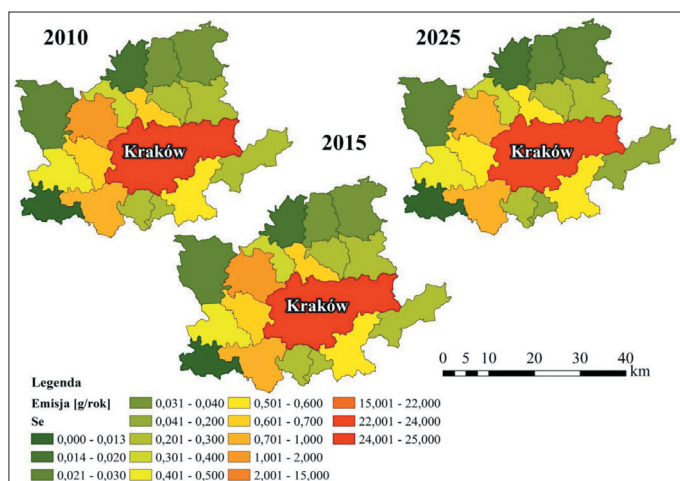 2010
2025
2015
Kraków
Kraków
Kraków
0 5 10 20 30 40
km
Legenda
Emisja [g/rok]
Se
0,000 - 0,013
0,014 - 0,020
0,021 - 0,030
0,031 - 0,040
0,041 - 0,200
0,201 - 0,300
0,301 - 0,400
0,401 - 0,500
0,501 - 0,600
0,601 - 0,700
0,701 - 1,000
1,001 - 2,000
2,001 - 15,000
15,001 - 22,000
22,001 - 24,000
24,001 - 25,000